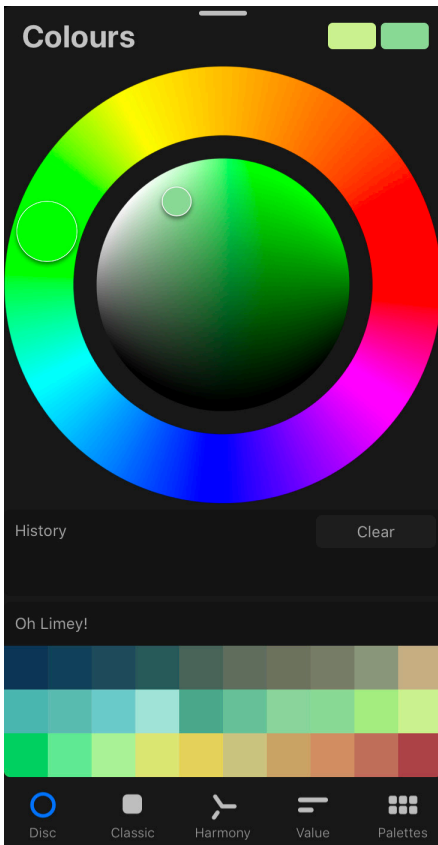 Colours
History
Clear
Oh Limey!
Disc
Classic
Harmony
Value
Palettes